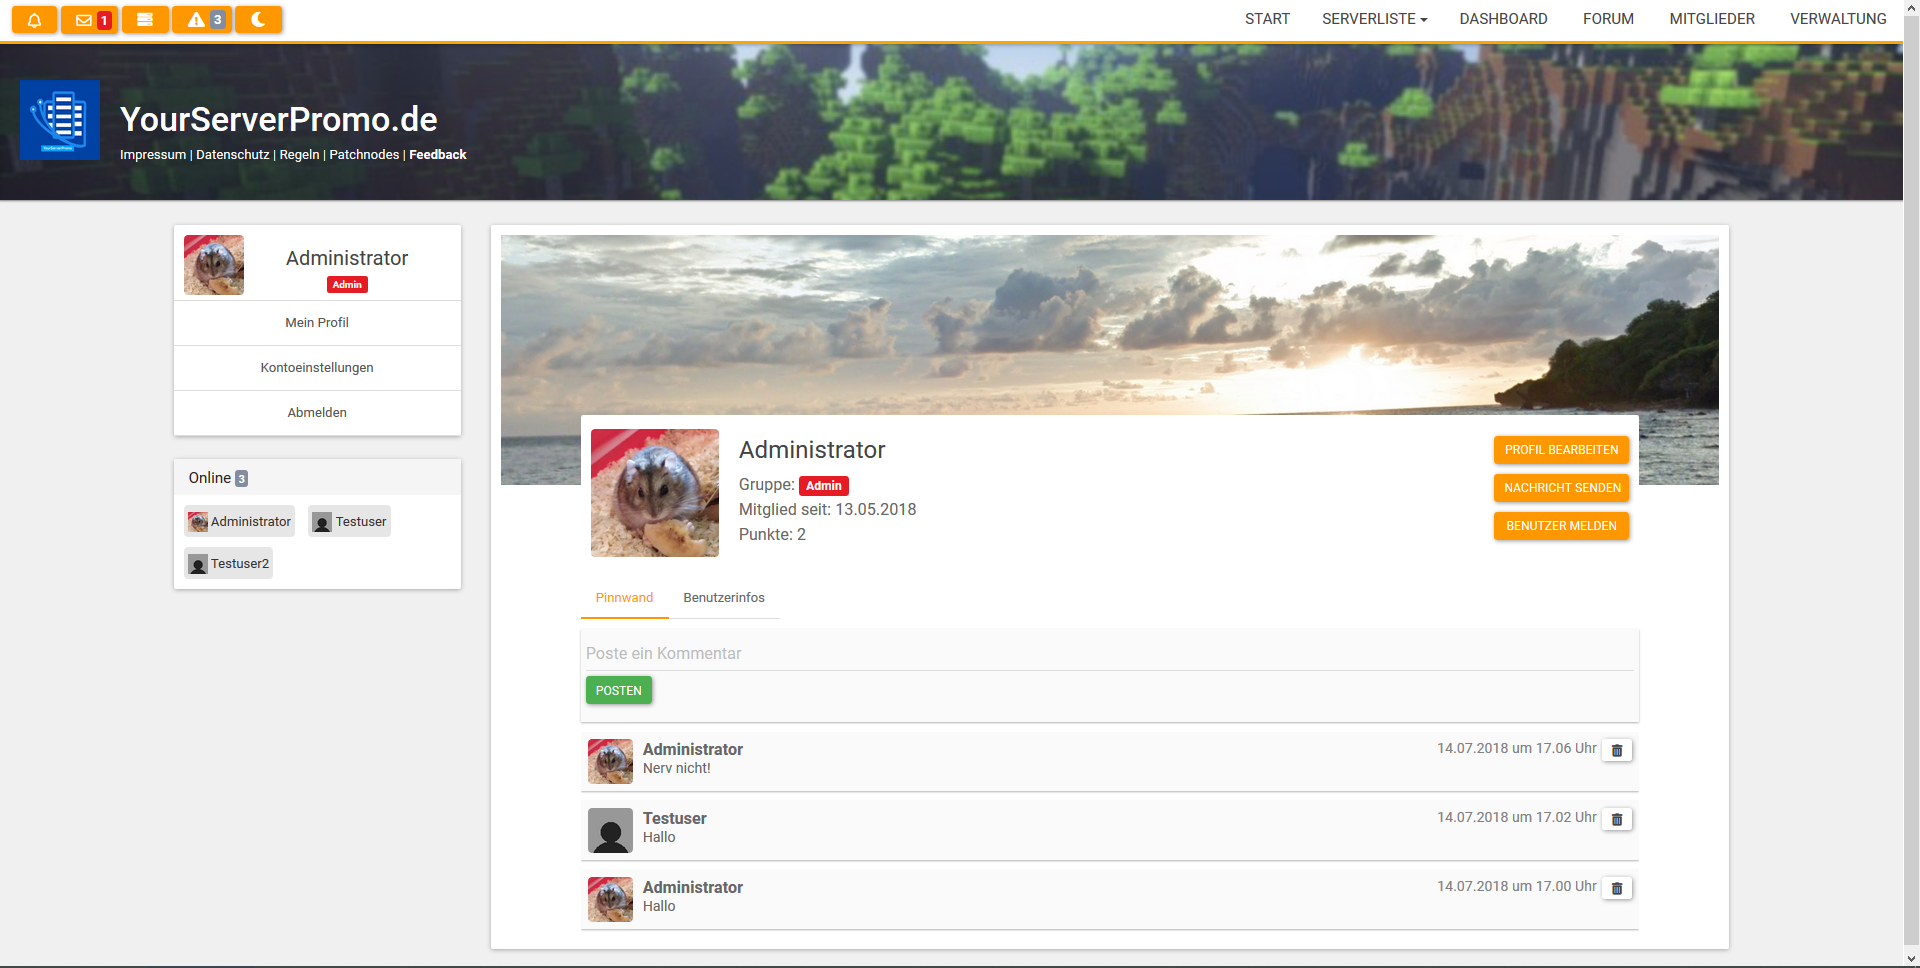 1
3
START
SERVERLISTE
DASHBOARD
FORUM
MITGLIEDER
VERWALTUNG
YourServerPromo.de
Impressum | Datenschutz | Regeln | Patchnodes | Feedback
YourServerPromo
Administrator
Admin
Mein Profil
Kontoeinstellungen
Abmelden
Online 3
Administrator
Testuser
Testuser2
Administrator
Gruppe: Admin
Mitglied seit: 13.05.2018
Punkte: 2
PROFIL BEARBEITEN
NACHRICHT SENDEN
BENUTZER MELDEN
Pinnwand
Benutzerinfos
Poste ein Kommentar
POSTEN
Administrator
14.07.2018 um 17.06 Uhr
Nerv nicht!
Testuser
14.07.2018 um 17.02 Uhr
Hallo
Administrator
14.07.2018 um 17.00 Uhr
Hallo